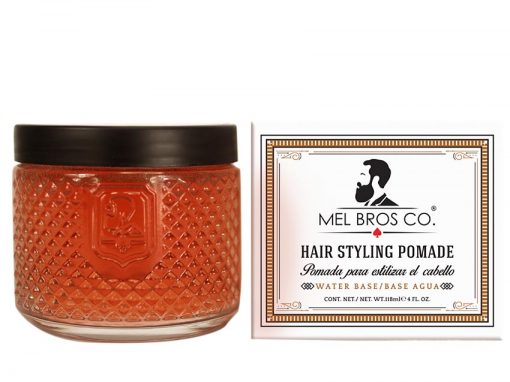 MEL BROS CO.®
HAIR STYLING POMADE
Pomada para estilizar el cabello
WATER BASE/BASE AGUA
CONT. NET./ NET. WT.118ml℮4 FL. OZ.